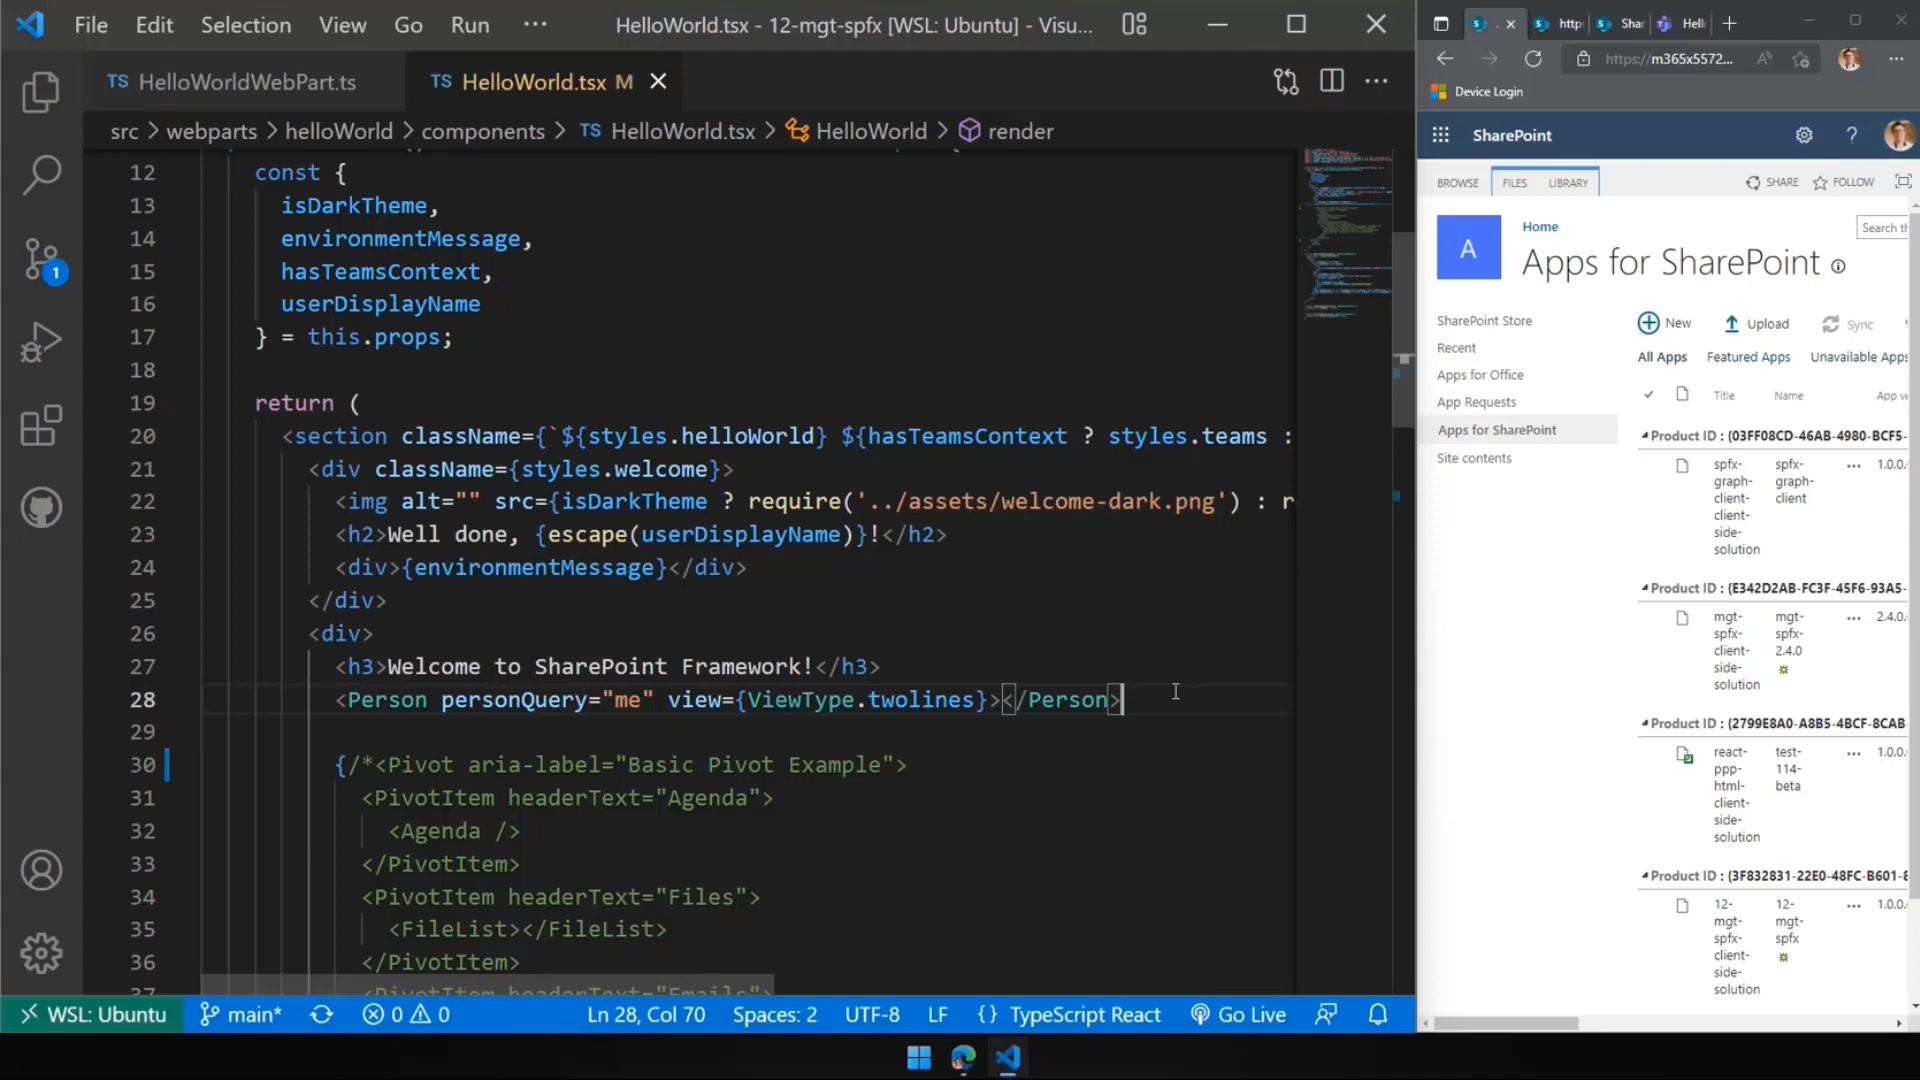 File Edit Selection View Go Run ··· HelloWorld.tsx - 12-mgt-spfx [WSL: Ubuntu] - Visu...
TS HelloWorldWebPart.ts TS HelloWorld.tsx M
src > webparts > helloWorld > components > TS HelloWorld.tsx > HelloWorld > render
12 const {
13 isDarkTheme,
14 environmentMessage,
15 hasTeamsContext,
16 userDisplayName
17 } = this.props;
18
19 return (
20 <section className={`${styles.helloWorld} ${hasTeamsContext ? styles.teams :
21 <div className={styles.welcome}>
22 <img alt="" src={isDarkTheme ? require('../assets/welcome-dark.png') : r
23 <h2>Well done, {escape(userDisplayName)}!</h2>
24 <div>{environmentMessage}</div>
25 </div>
26 <div>
27 <h3>Welcome to SharePoint Framework!</h3>
28 <Person personQuery="me" view={ViewType.twolines}></Person>
29
30 {/*<Pivot aria-label="Basic Pivot Example">
31 <PivotItem headerText="Agenda">
32 <Agenda />
33 </PivotItem>
34 <PivotItem headerText="Files">
35 <FileList></FileList>
36 </PivotItem>
37 <PivotItem headerText="Emails">
1
WSL: Ubuntu main* 0 0 Ln 28, Col 70 Spaces: 2 UTF-8 LF {} TypeScript React Go Live
http Shar Hell
https://m365x5572...
Device Login
SharePoint
BROWSE FILES LIBRARY SHARE FOLLOW
A
Home
Search th
Apps for SharePoint
SharePoint Store
Recent
Apps for Office
App Requests
Apps for SharePoint
Site contents
New Upload Sync
All Apps Featured Apps Unavailable Apps
Title Name App ve
Product ID : {03FF08CD-46AB-4980-BCF5-
spfx-graph-client-side-solution spfx-graph-client ... 1.0.0.
Product ID : {E342D2AB-FC3F-45F6-93A5-
mgt-spfx-client-side-solution mgt-spfx-2.4.0 ... 2.4.0.
Product ID : {2799E8A0-A8B5-4BCF-8CAB-
react-ppp-html-client-side-solution test-114-beta ... 1.0.0.
Product ID : {3F832831-22E0-48FC-B601-8
12-mgt-spfx-client-side-solution 12-mgt-spfx ... 1.0.0.